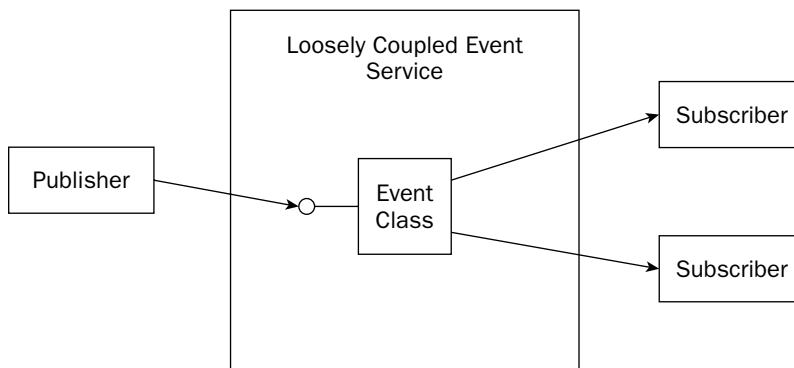 Loosely Coupled Event
Service
Publisher
Event
Class
Subscriber
Subscriber